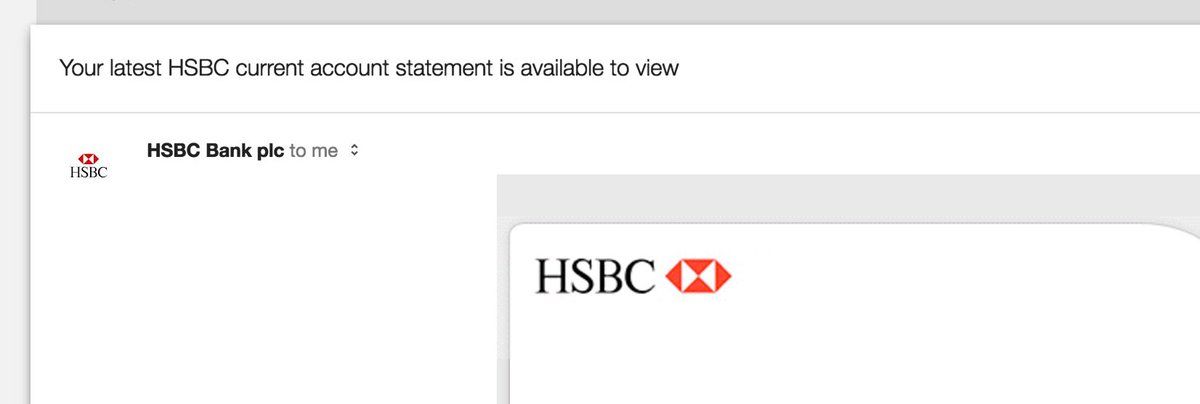 Your latest HSBC current account statement is available to view
HSBC Bank plc to me
HSBC
HSBC